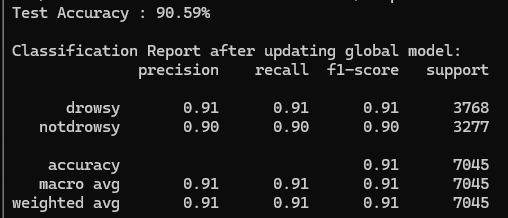 Test Accuracy : 90.59%
Classification Report after updating global model:
precision recall f1-score support
drowsy 0.91 0.91 0.91 3768
notdrowsy 0.90 0.90 0.90 3277
accuracy 0.91 7045
macro avg 0.91 0.91 0.91 7045
weighted avg 0.91 0.91 0.91 7045